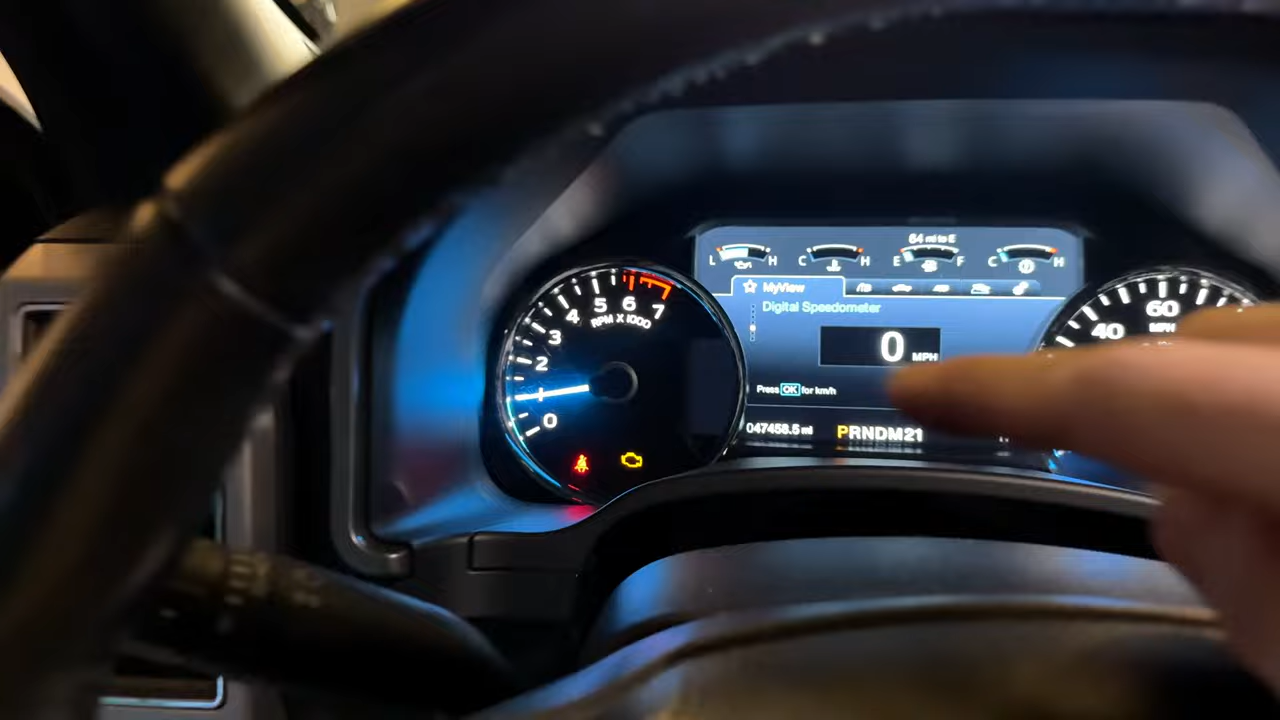 64 mi to E
L H C H E F C H
MyView
Digital Speedometer
0 MPH
Press OK for km/h
047458.5 mi PRNDM21
0 1 2 3 4 5 6 7
RPM X 1000
40 60
MPH